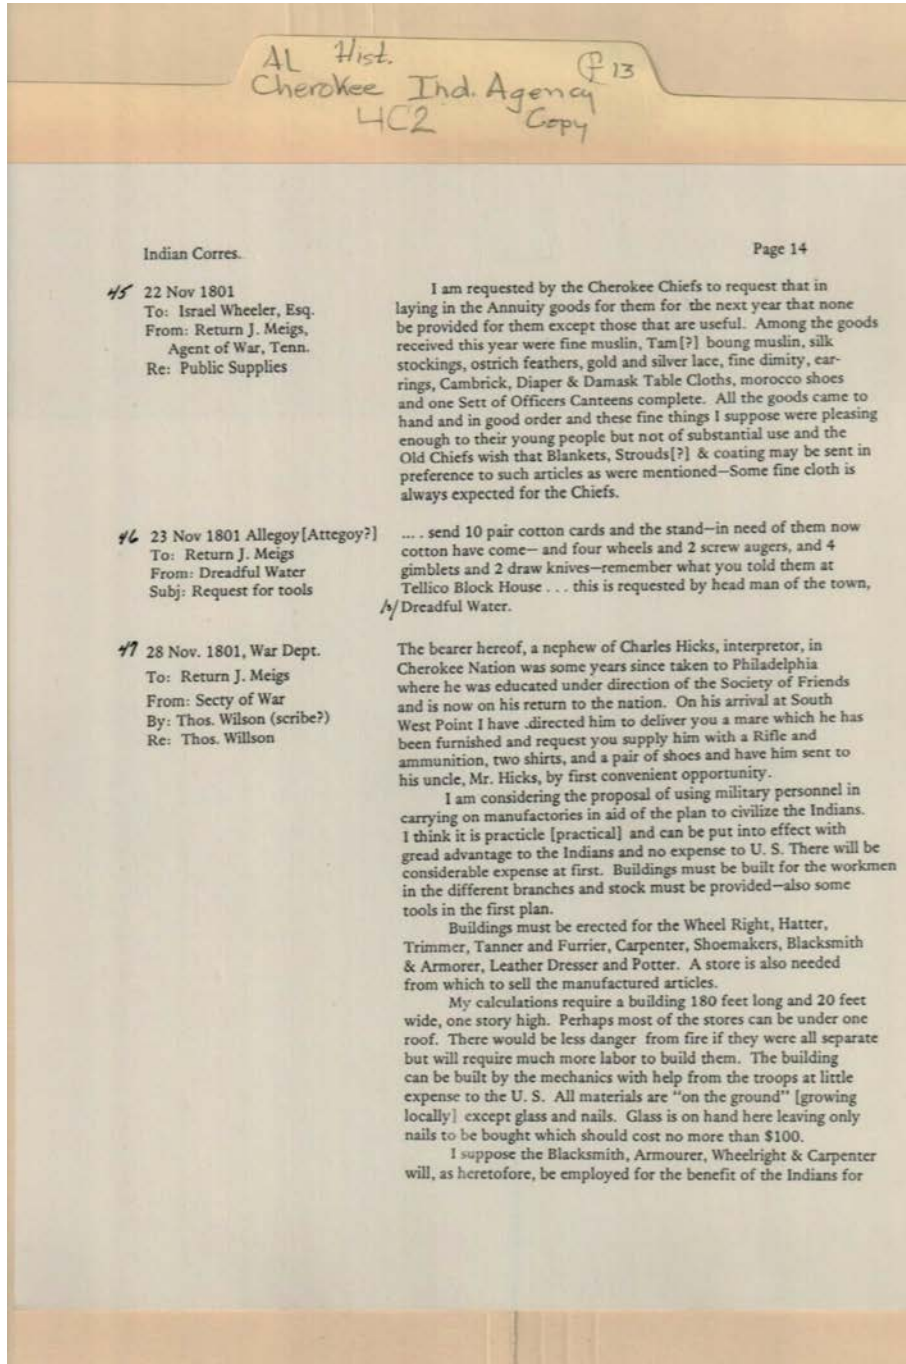 AL Hist.
Cherokee Ind. Agency
4C2 Copy
f 13
Indian Corres.
Page 14
45 22 Nov 1801
To: Israel Wheeler, Esq.
From: Return J. Meigs,
Agent of War, Tenn.
Re: Public Supplies
I am requested by the Cherokee Chiefs to request that in
laying in the Annuity goods for them for the next year that none
be provided for them except those that are useful. Among the goods
received this year were fine muslin, Tam[?] boung muslin, silk
stockings, ostrich feathers, gold and silver lace, fine dimity, ear-
rings, Cambrick, Diaper & Damask Table Cloths, morocco shoes
and one Sett of Officers Canteens complete. All the goods came to
hand and in good order and these fine things I suppose were pleasing
enough to their young people but not of substantial use and the
Old Chiefs wish that Blankets, Strouds[?] & coating may be sent in
preference to such articles as were mentioned—Some fine cloth is
always expected for the Chiefs.
46 23 Nov 1801 Allegoy[Attegoy?]
To: Return J. Meigs
From: Dreadful Water
Subj: Request for tools
.... send 10 pair cotton cards and the stand—in need of them now
cotton have come— and four wheels and 2 screw augers, and 4
gimblets and 2 draw knives—remember what you told them at
Tellico Block House . . . this is requested by head man of the town,
/s/ Dreadful Water.
47 28 Nov. 1801, War Dept.
To: Return J. Meigs
From: Secty of War
By: Thos. Wilson (scribe?)
Re: Thos. Willson
The bearer hereof, a nephew of Charles Hicks, interpretor, in
Cherokee Nation was some years since taken to Philadelphia
where he was educated under direction of the Society of Friends
and is now on his return to the nation. On his arrival at South
West Point I have .directed him to deliver you a mare which he has
been furnished and request you supply him with a Rifle and
ammunition, two shirts, and a pair of shoes and have him sent to
his uncle, Mr. Hicks, by first convenient opportunity.
I am considering the proposal of using military personnel in
carrying on manufactories in aid of the plan to civilize the Indians.
I think it is practicle [practical] and can be put into effect with
gread advantage to the Indians and no expense to U. S. There will be
considerable expense at first. Buildings must be built for the workmen
in the different branches and stock must be provided—also some
tools in the first plan.
Buildings must be erected for the Wheel Right, Hatter,
Trimmer, Tanner and Furrier, Carpenter, Shoemakers, Blacksmith
& Armorer, Leather Dresser and Potter. A store is also needed
from which to sell the manufactured articles.
My calculations require a building 180 feet long and 20 feet
wide, one story high. Perhaps most of the stores can be under one
roof. There would be less danger from fire if they were all separate
but will require much more labor to build them. The building
can be built by the mechanics with help from the troops at little
expense to the U. S. All materials are "on the ground" [growing
locally] except glass and nails. Glass is on hand here leaving only
nails to be bought which should cost no more than $100.
I suppose the Blacksmith, Armourer, Wheelright & Carpenter
will, as heretofore, be employed for the benefit of the Indians for